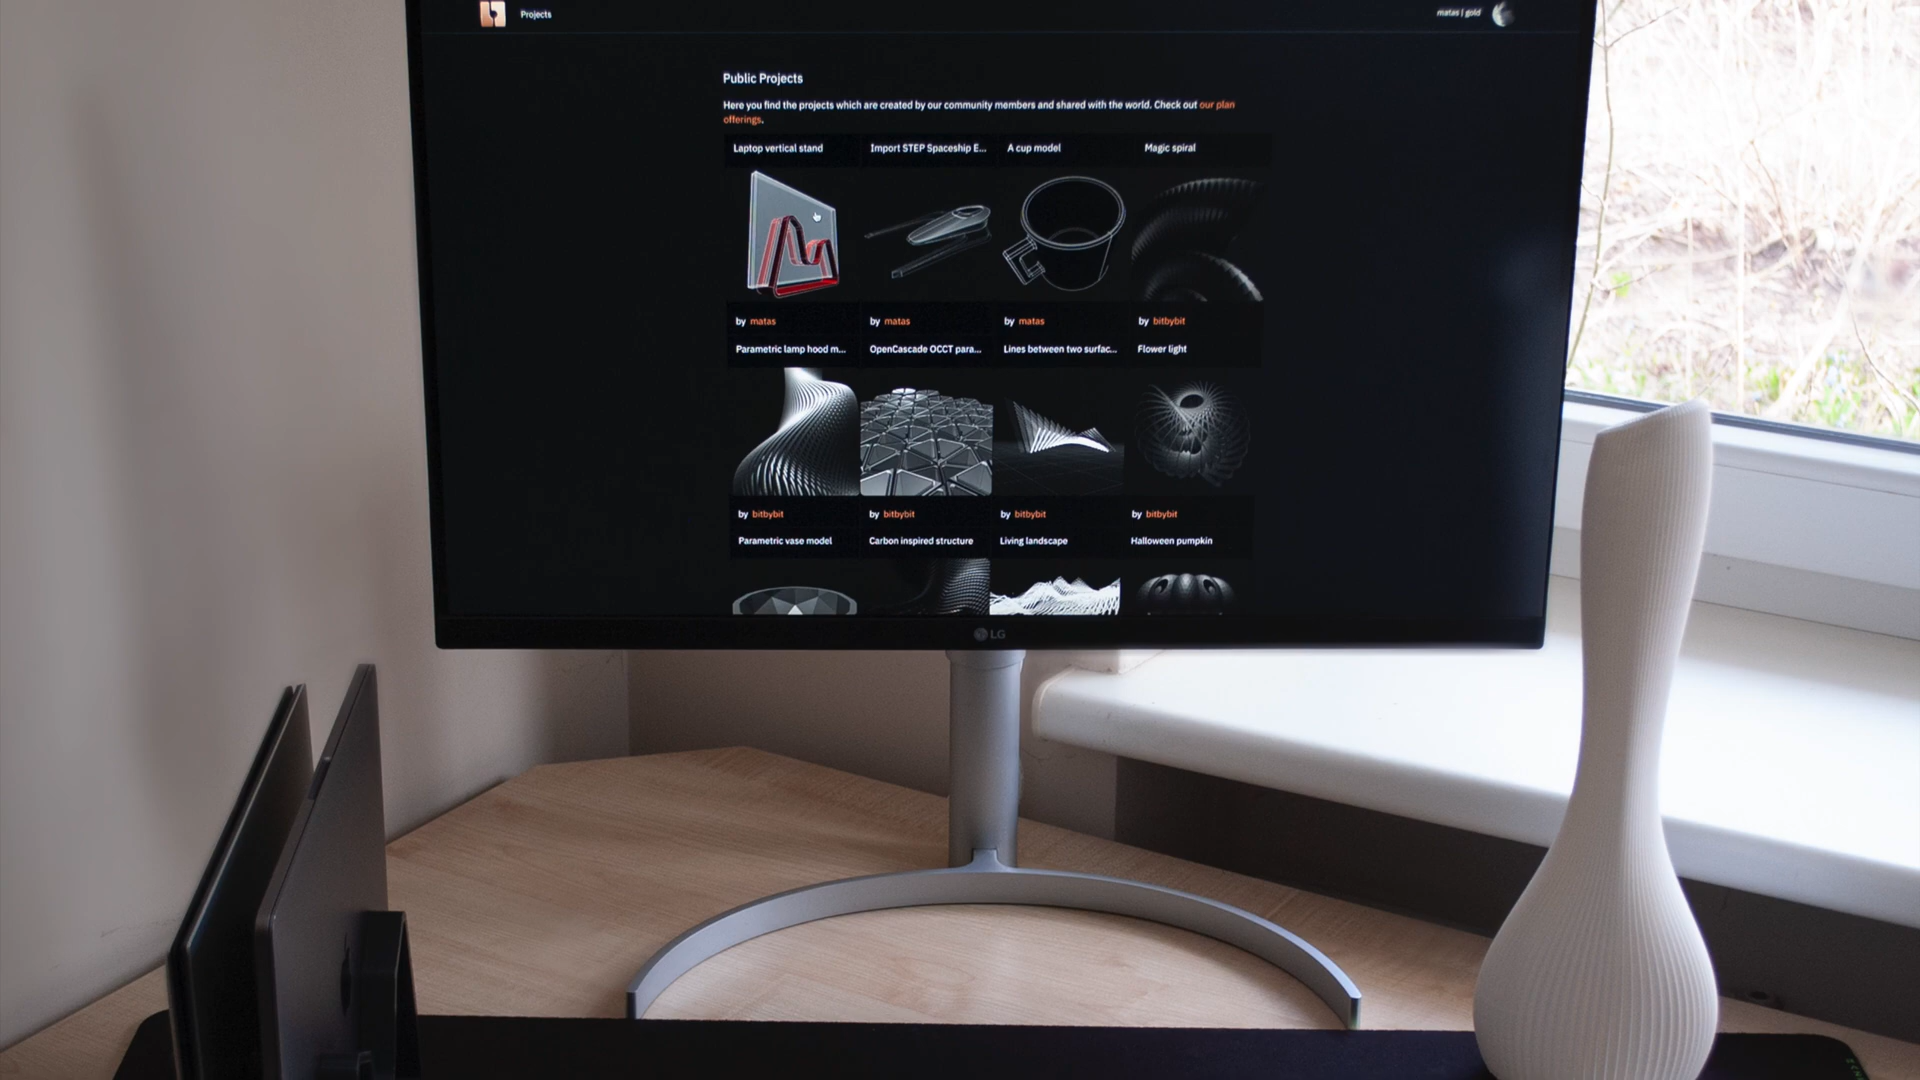 Projects
matas | gold
Public Projects
Here you find the projects which are created by our community members and shared with the world. Check out our plan
offerings.
Laptop vertical stand
Import STEP Spaceship E...
A cup model
Magic spiral
by matas
by matas
by matas
by bitbybit
Parametric lamp hood m...
OpenCascade OCCT para...
Lines between two surfac...
Flower light
by bitbybit
by bitbybit
by bitbybit
by bitbybit
Parametric vase model
Carbon inspired structure
Living landscape
Halloween pumpkin
LG